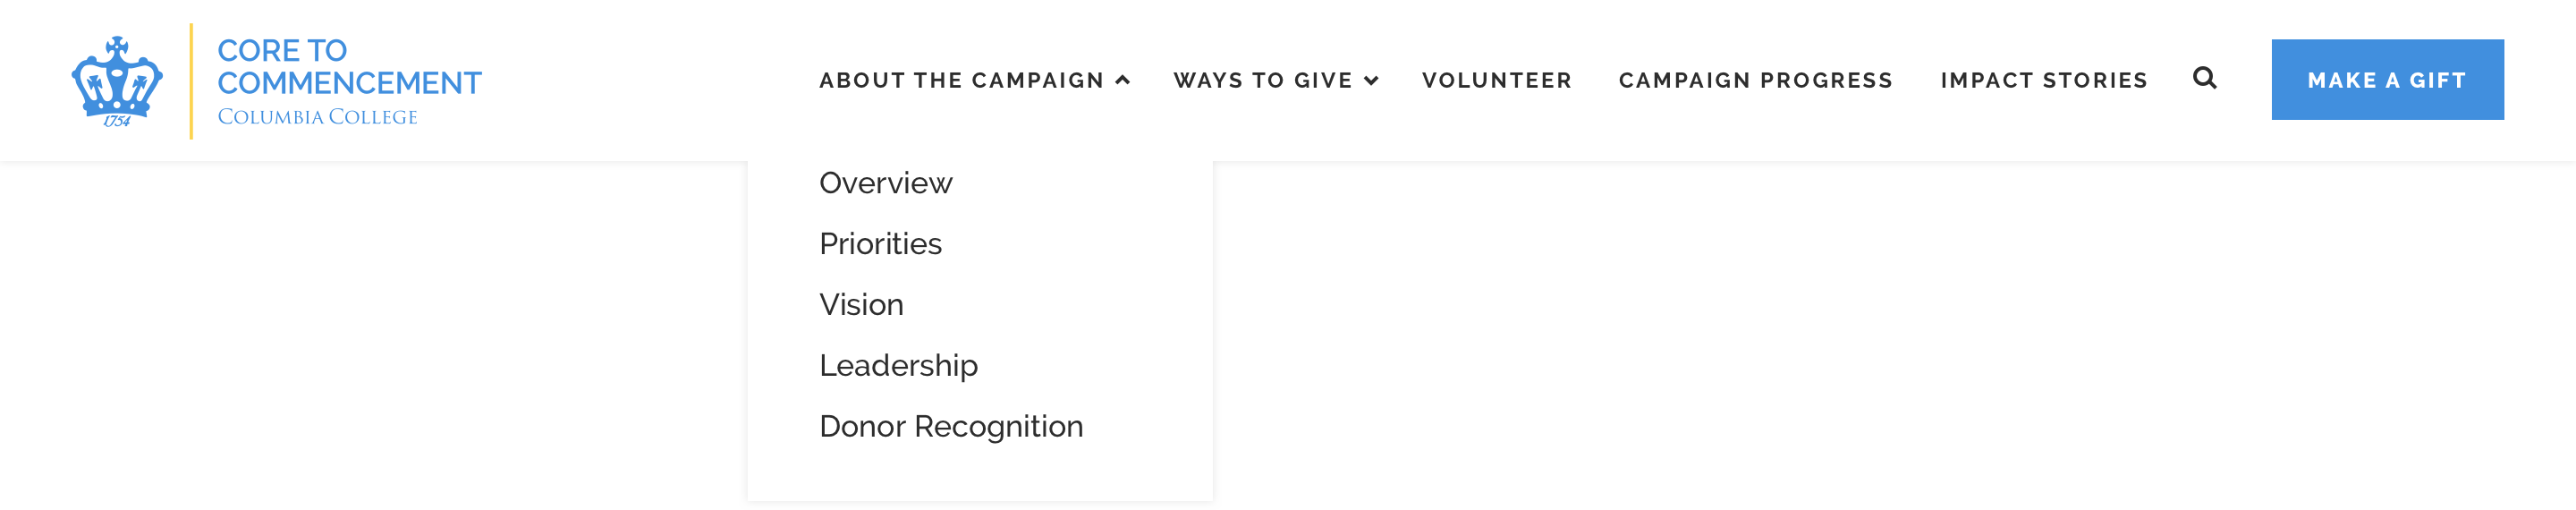 1754
CORE TO
COMMENCEMENT
COLUMBIA COLLEGE
ABOUT THE CAMPAIGN
WAYS TO GIVE
VOLUNTEER
CAMPAIGN PROGRESS
IMPACT STORIES
MAKE A GIFT
Overview
Priorities
Vision
Leadership
Donor Recognition